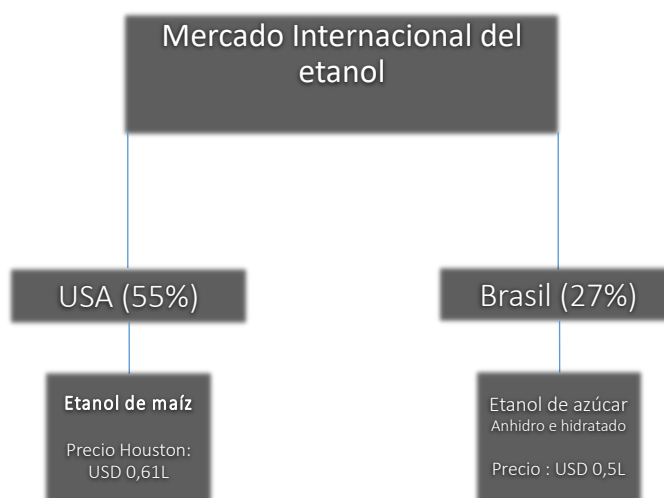 Mercado Internacional del
etanol
USA (55%)
Brasil (27%)
Etanol de maíz
Precio Houston:
USD 0,61L
Etanol de azúcar
Anhidro e hidratado
Precio : USD 0,5L